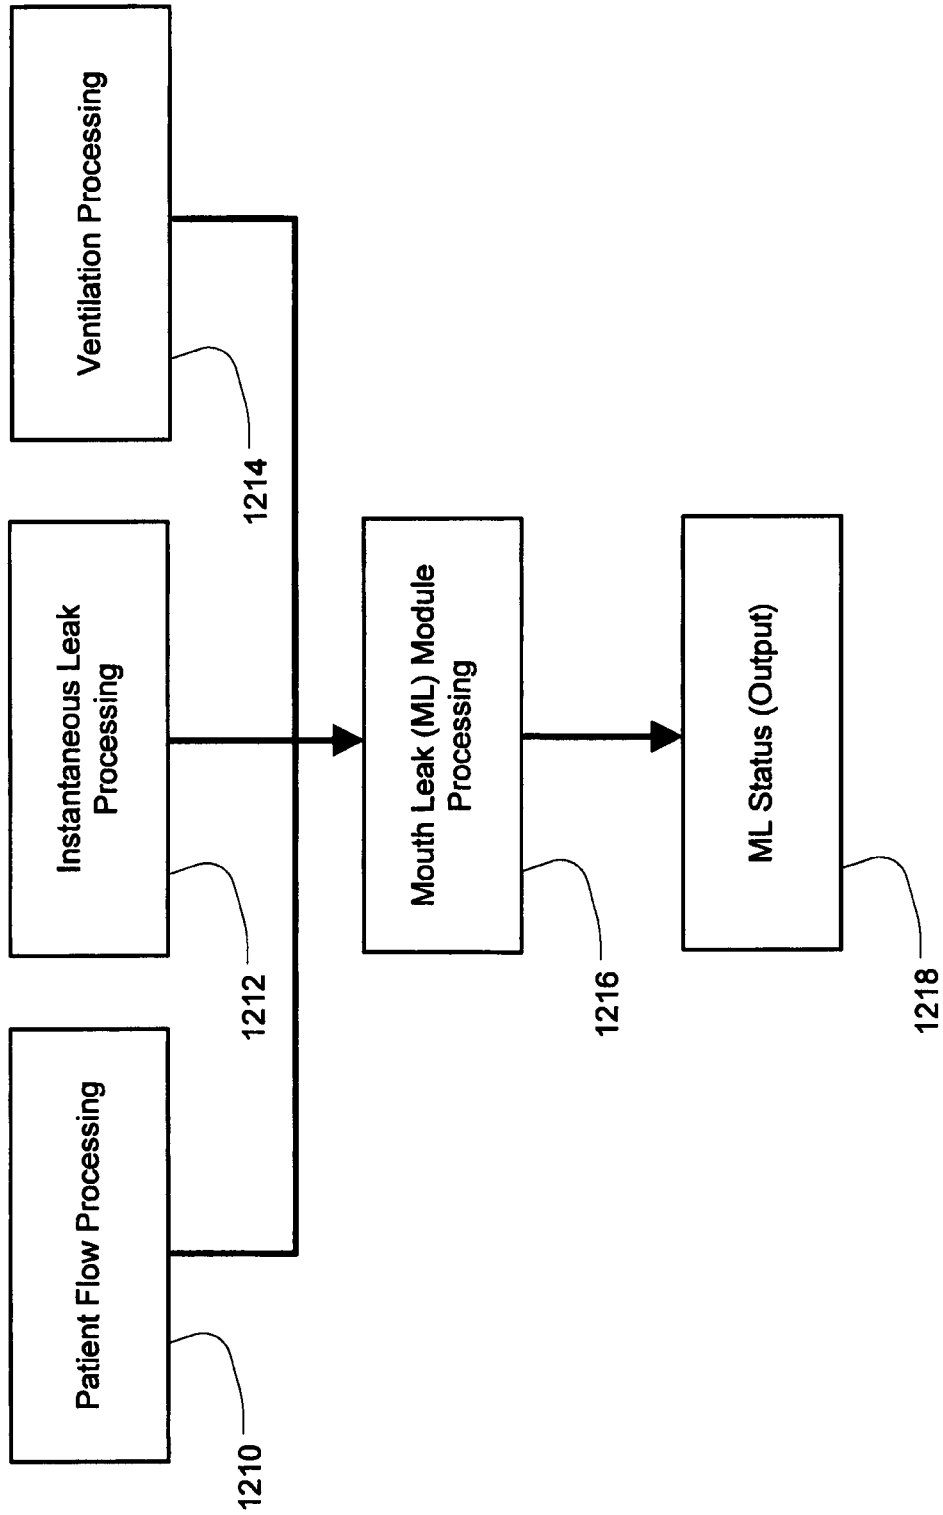 Patient Flow Processing
1210
Instantaneous Leak
Processing
1212
Ventilation Processing
1214
Mouth Leak (ML) Module
Processing
1216
ML Status (Output)
1218